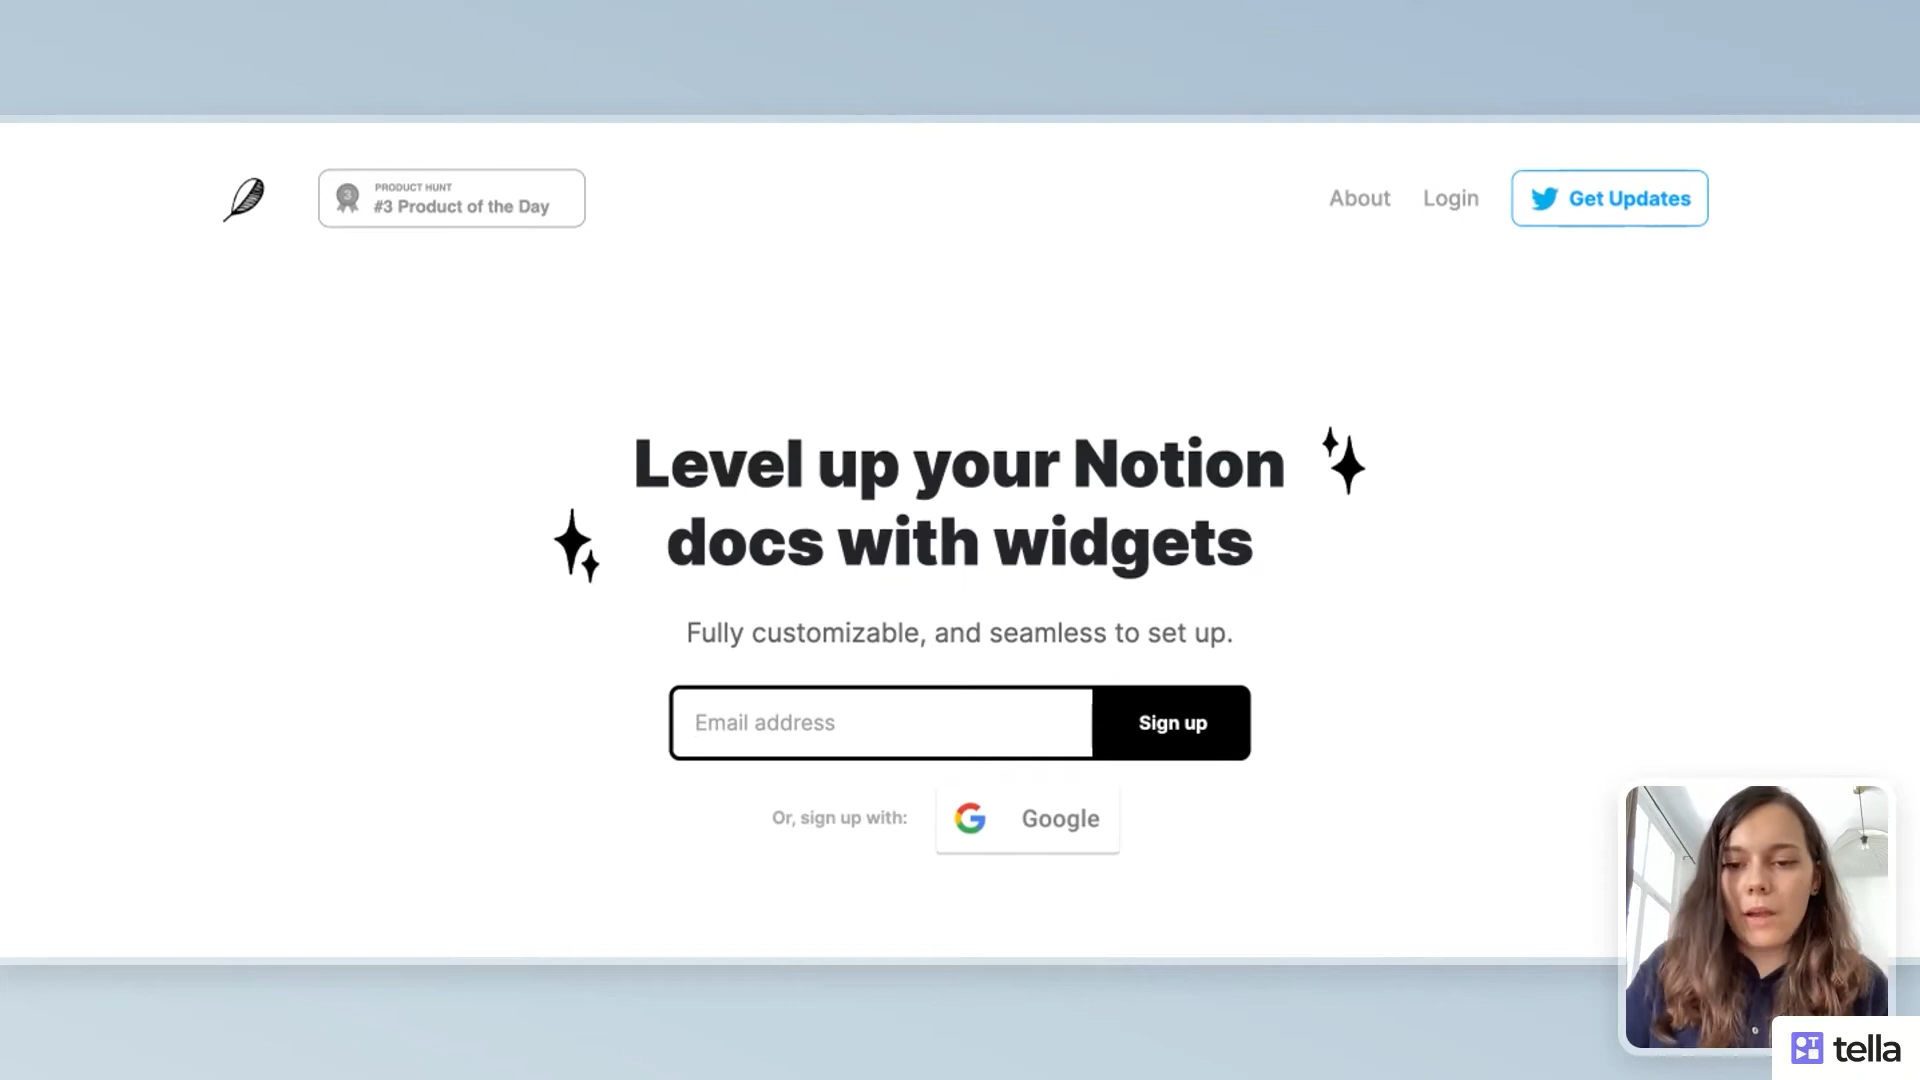 3
PRODUCT HUNT
#3 Product of the Day
About
Login
Get Updates
Level up your Notion
docs with widgets
Fully customizable, and seamless to set up.
Email address
Sign up
Or, sign up with:
Google
tella